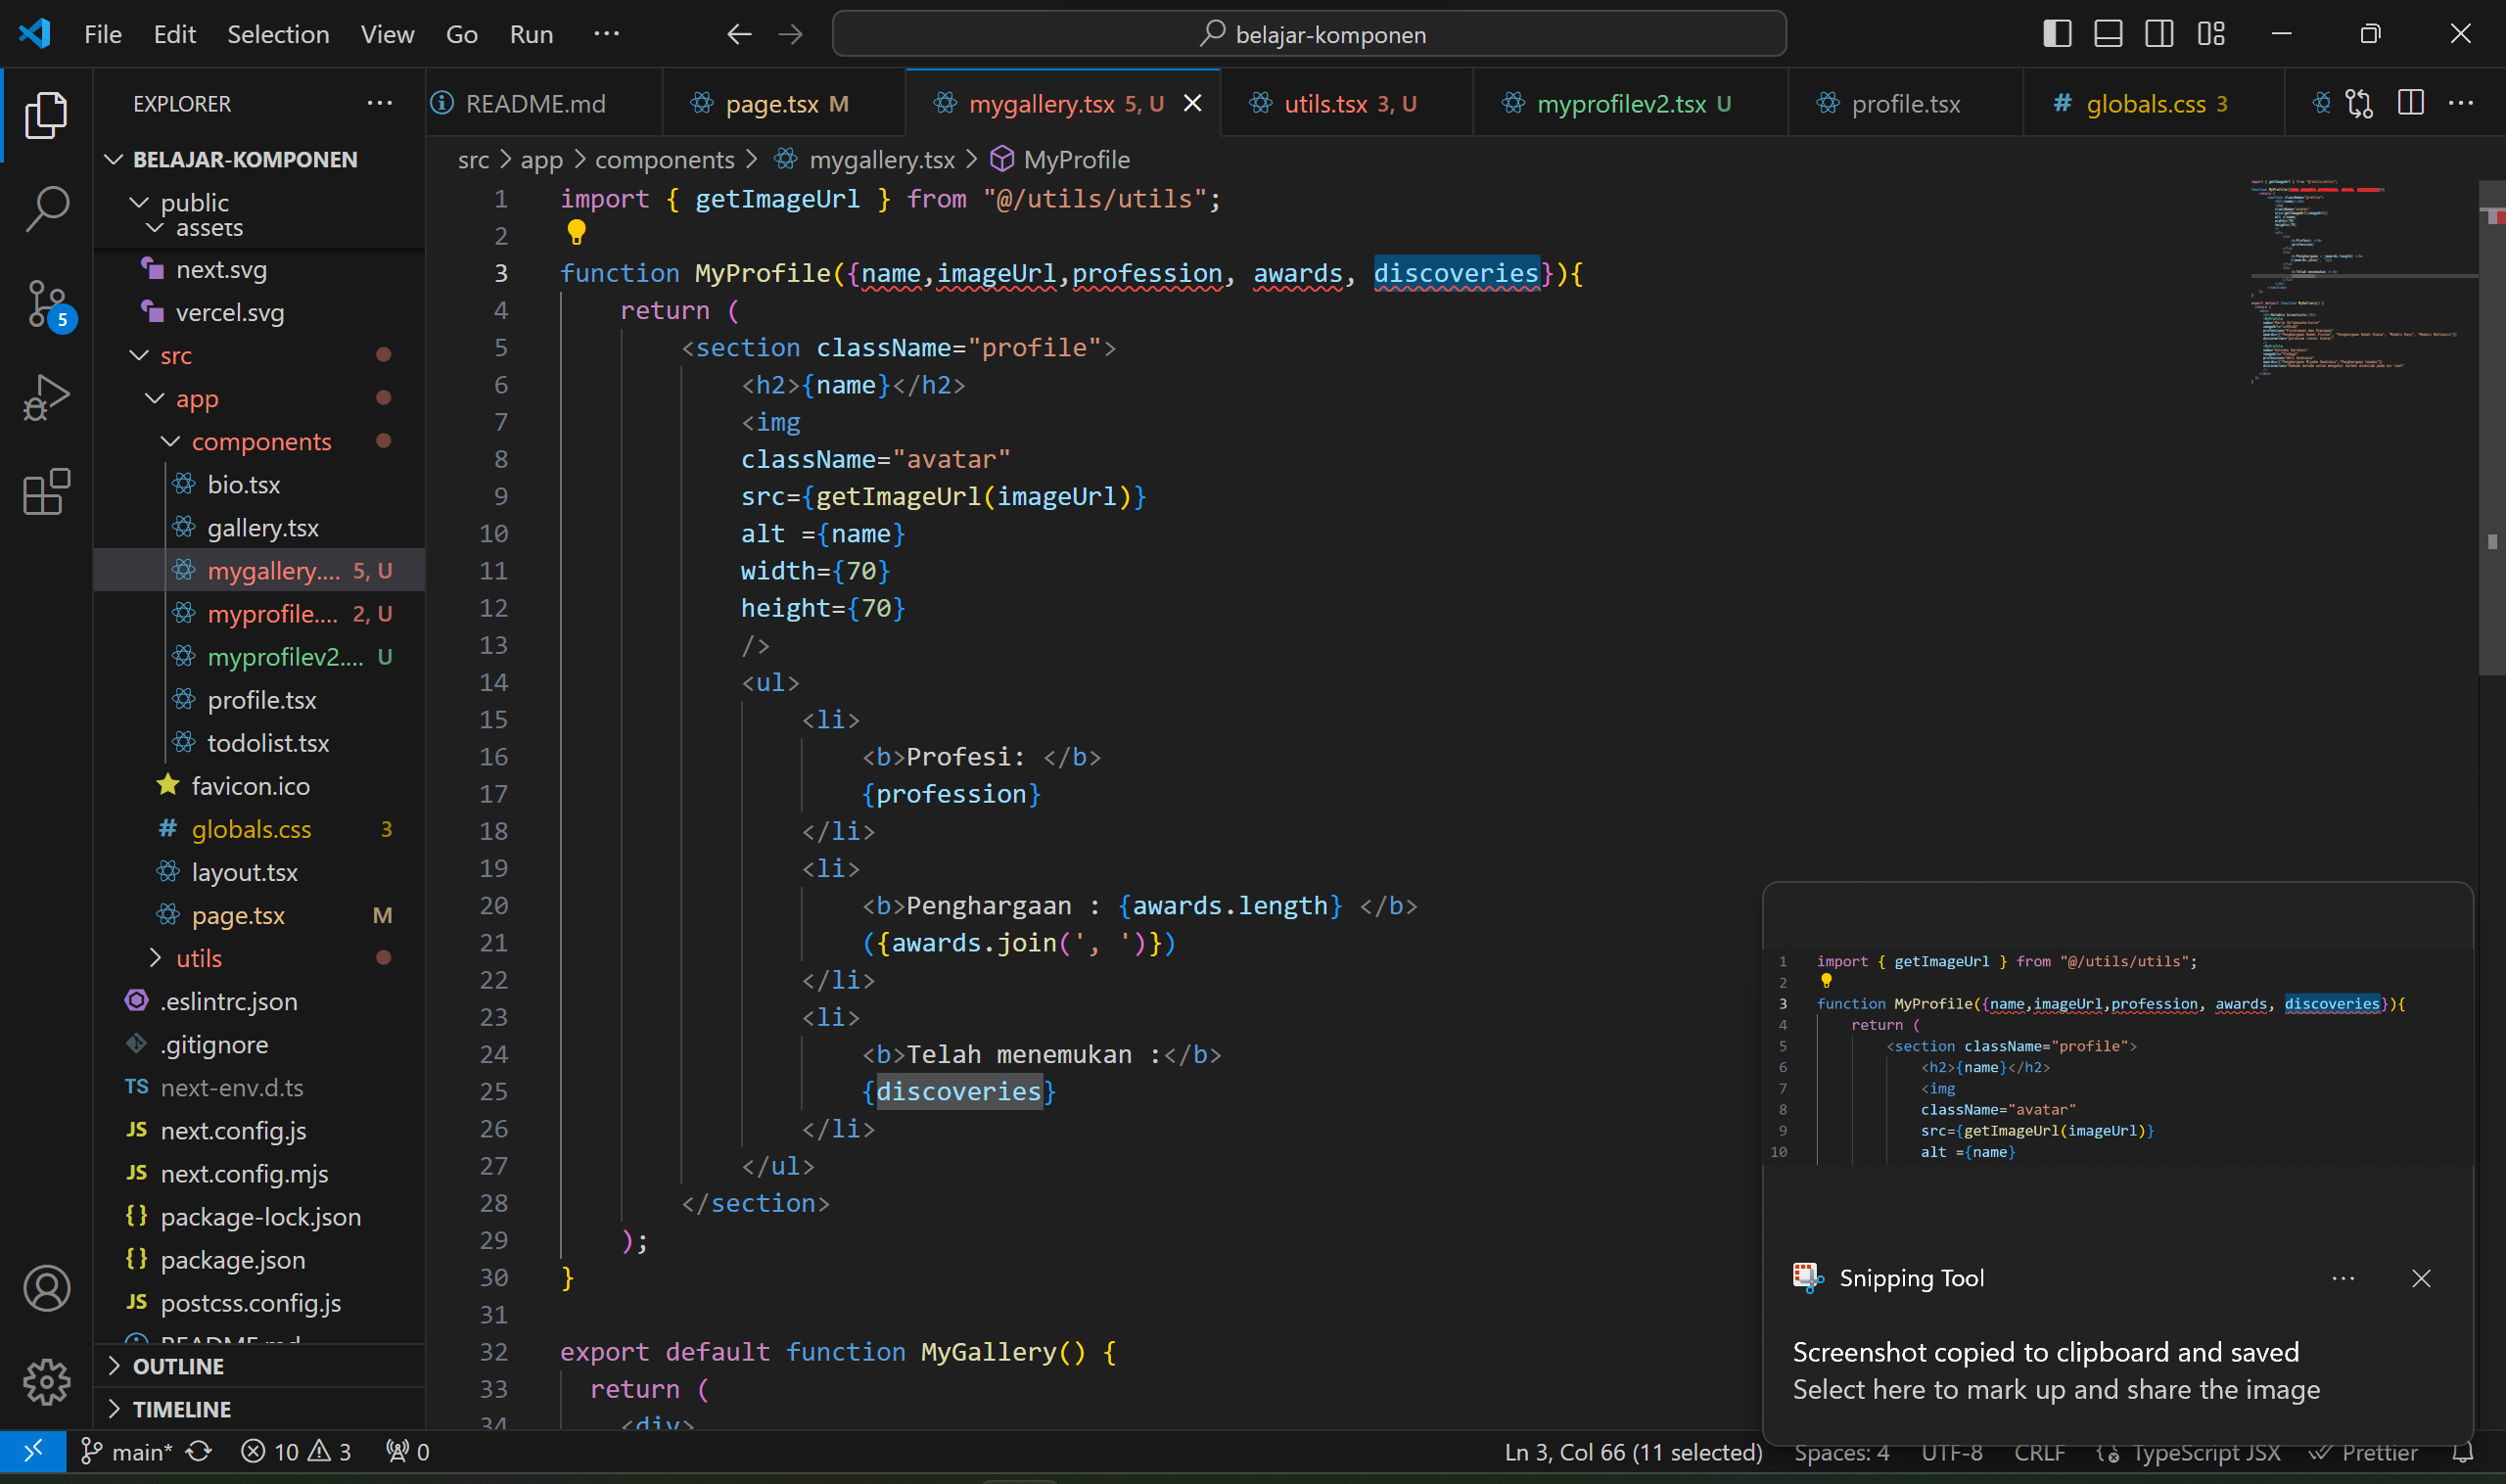 File Edit Selection View Go Run ··· belajar-komponen
EXPLORER ···
README.md page.tsx M mygallery.tsx 5, U utils.tsx 3, U myprofilev2.tsx U profile.tsx # globals.css 3 ···
BELAJAR-KOMPONEN
public
assets
next.svg
vercel.svg
src
app
components
bio.tsx
gallery.tsx
mygallery.... 5, U
myprofile.... 2, U
myprofilev2.... U
profile.tsx
todolist.tsx
favicon.ico
# globals.css 3
layout.tsx
page.tsx M
utils
.eslintrc.json
.gitignore
TS next-env.d.ts
JS next.config.js
JS next.config.mjs
{} package-lock.json
{} package.json
JS postcss.config.js
README.md
OUTLINE
TIMELINE
src > app > components > mygallery.tsx > MyProfile
1 import { getImageUrl } from "@/utils/utils";
2
3 function MyProfile({name,imageUrl,profession, awards, discoveries}){
4 return (
5 <section className="profile">
6 <h2>{name}</h2>
7 <img
8 className="avatar"
9 src={getImageUrl(imageUrl)}
10 alt ={name}
11 width={70}
12 height={70}
13 />
14 <ul>
15 <li>
16 <b>Profesi: </b>
17 {profession}
18 </li>
19 <li>
20 <b>Penghargaan : {awards.length} </b>
21 ({awards.join(', ')})
22 </li>
23 <li>
24 <b>Telah menemukan :</b>
25 {discoveries}
26 </li>
27 </ul>
28 </section>
29 );
30 }
31
32 export default function MyGallery() {
33 return (
34 <div>
1 import { getImageUrl } from "@/utils/utils";
2
3 function MyProfile({name,imageUrl,profession, awards, discoveries}){
4 return (
5 <section className="profile">
6 <h2>{name}</h2>
7 <img
8 className="avatar"
9 src={getImageUrl(imageUrl)}
10 alt ={name}
Snipping Tool ···
Screenshot copied to clipboard and saved
Select here to mark up and share the image
5
main* 10 3 0 Ln 3, Col 66 (11 selected) Spaces: 4 UTF-8 CRLF TypeScript JSX Prettier